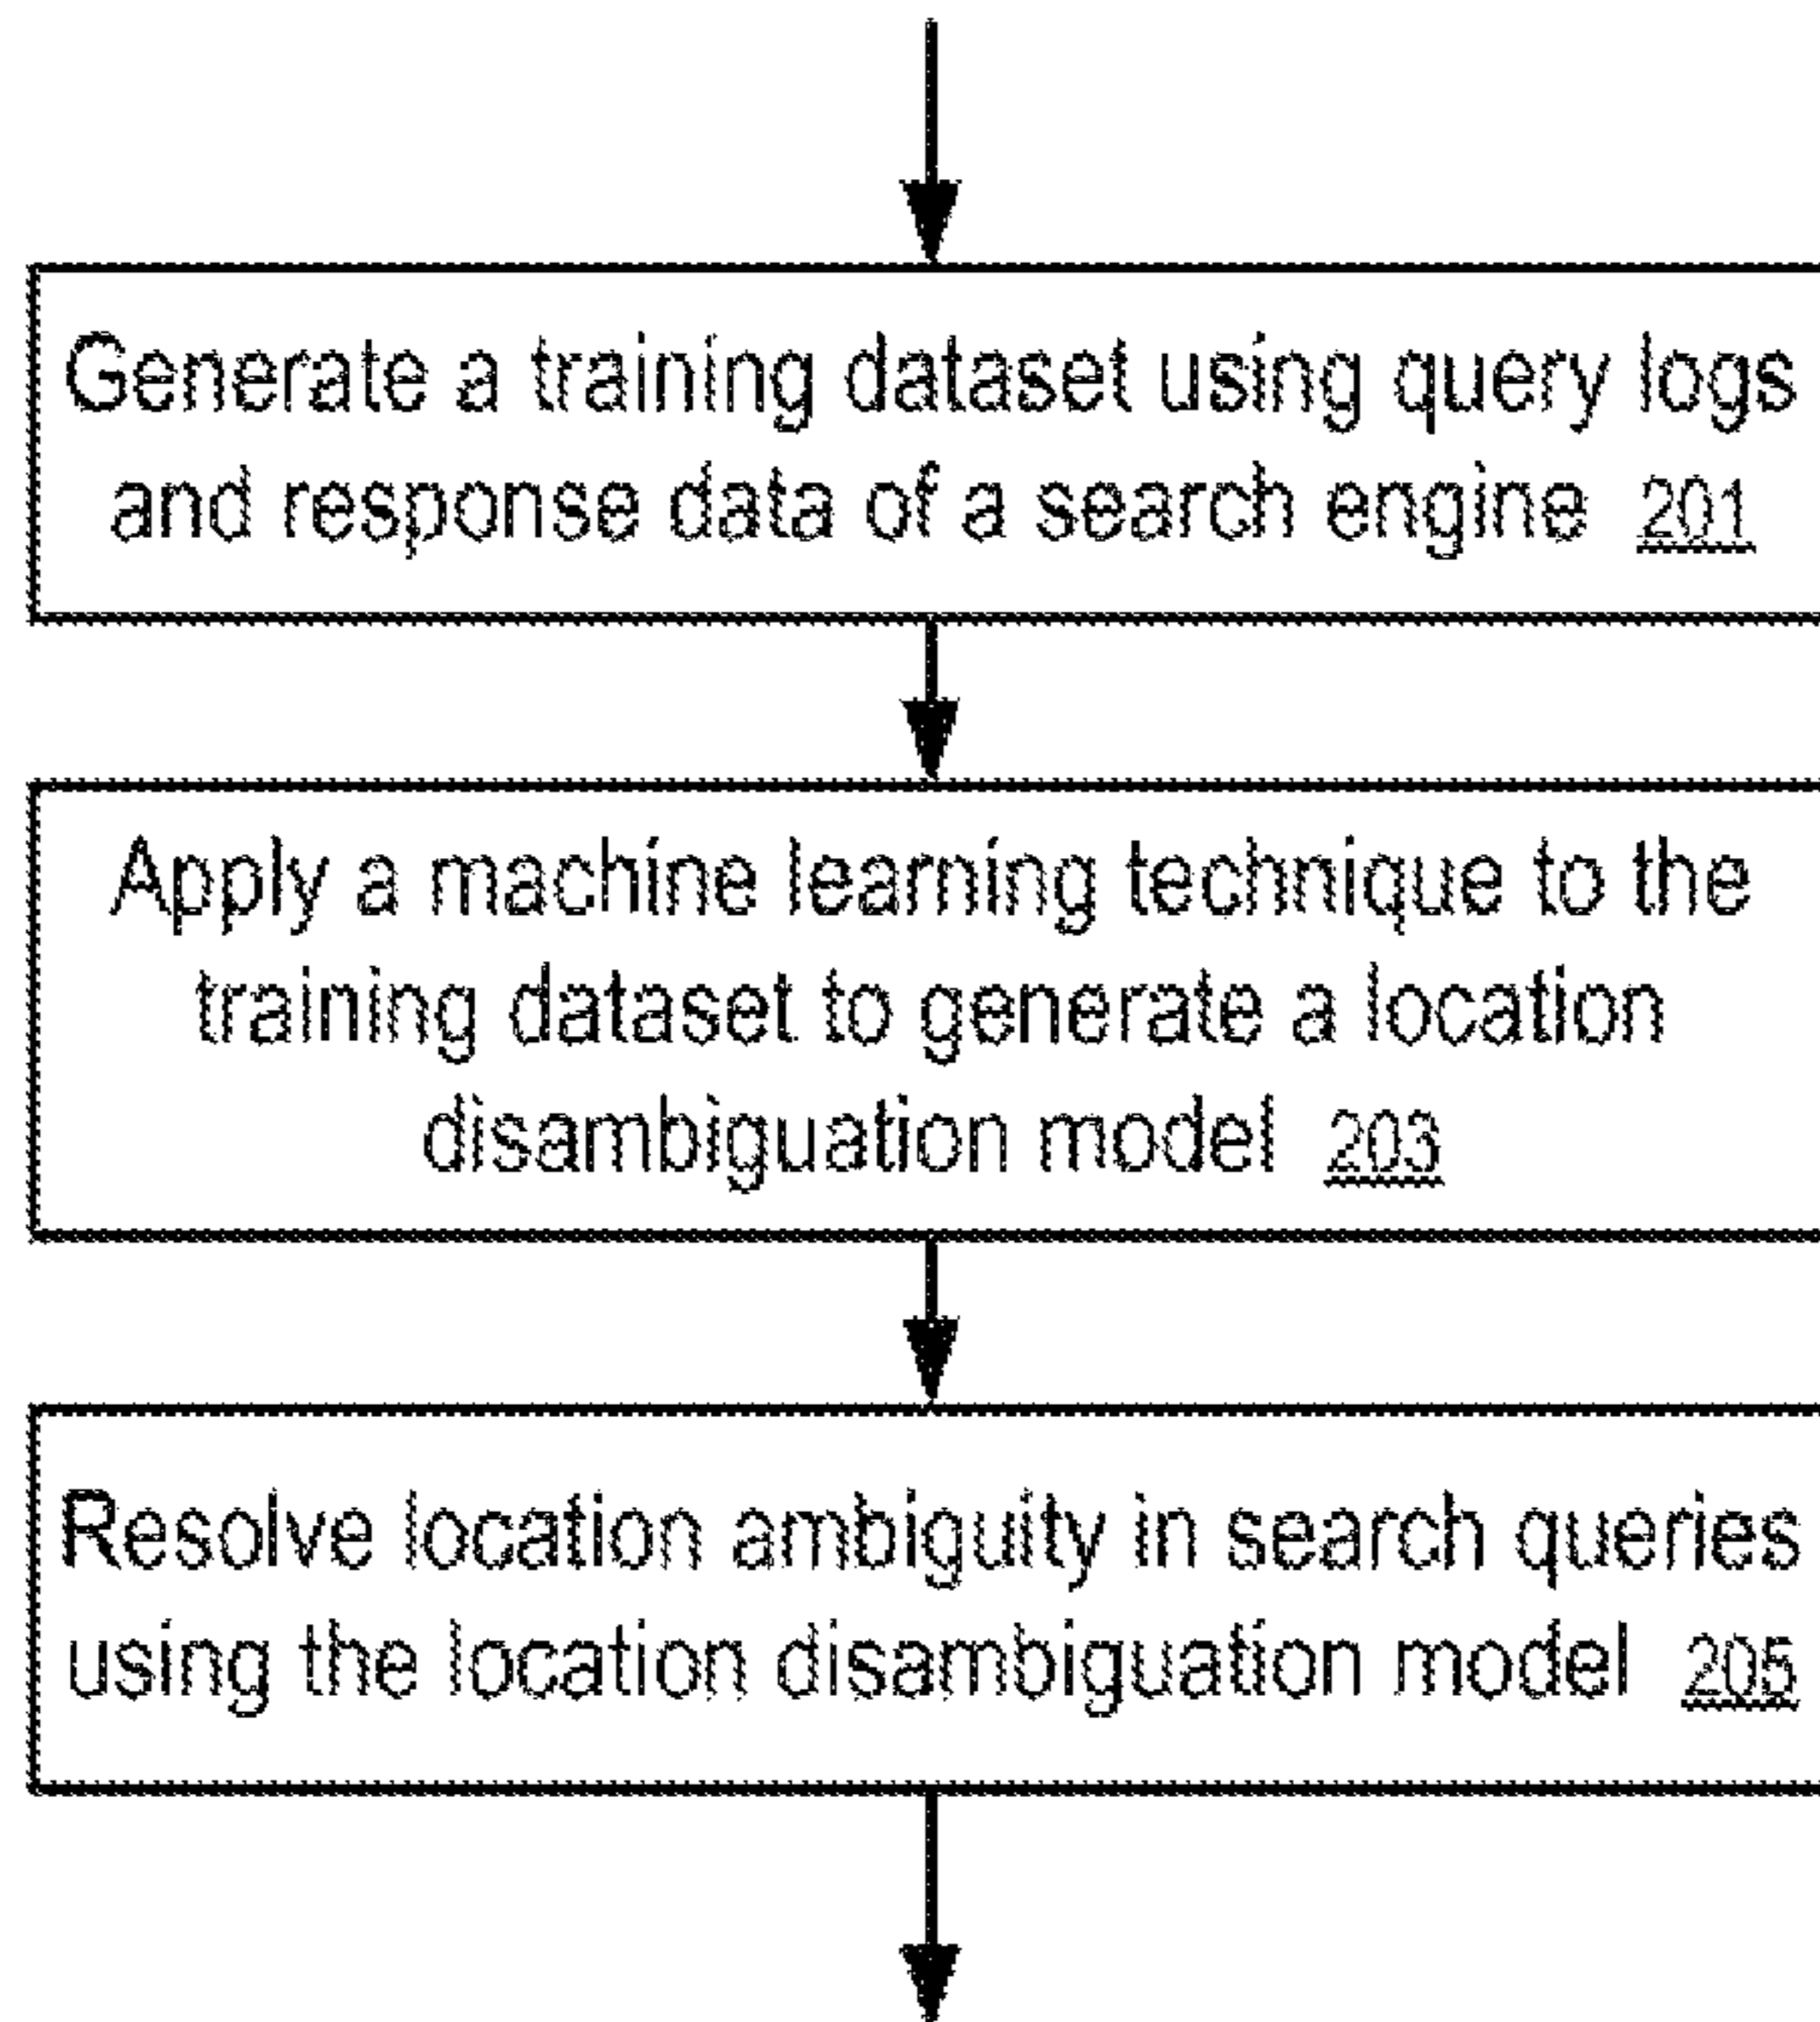 Generate a training dataset using query logs
and response data of a search engine 201
Apply a machine learning technique to the
training dataset to generate a location
disambiguation model 203
Resolve location ambiguity in search queries
using the location disambiguation model 205